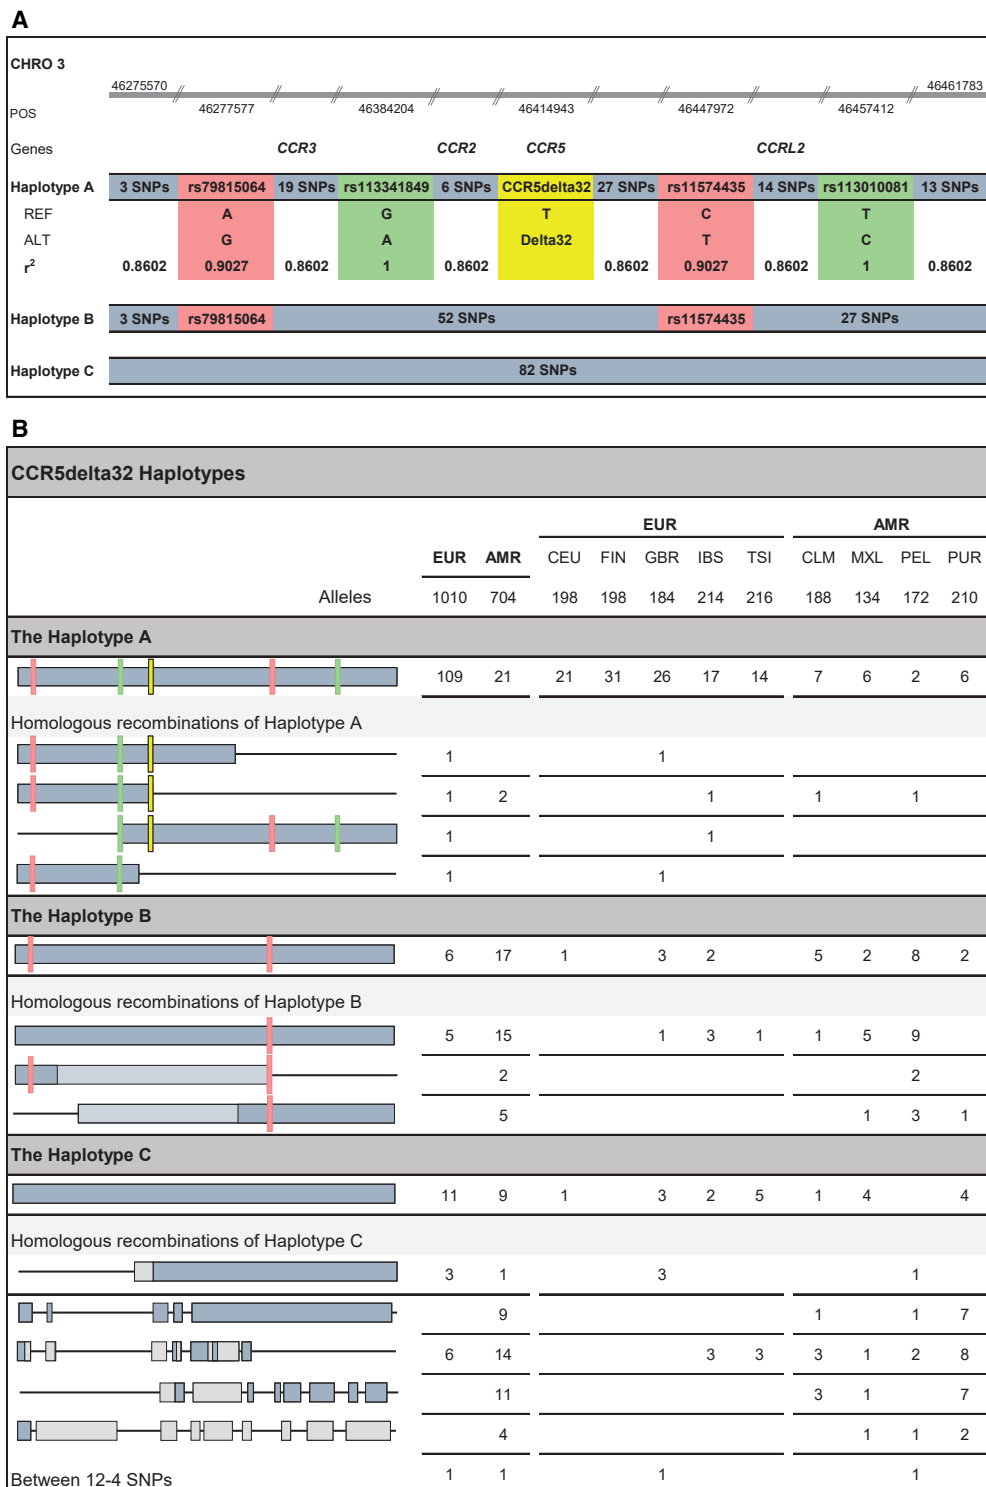 A
CHRO 3
46275570 46461783
POS 46277577 46384204 46414943 46447972 46457412
Genes CCR3 CCR2 CCR5 CCRL2
Haplotype A 3 SNPs rs79815064 19 SNPs rs113341849 6 SNPs CCR5delta32 27 SNPs rs11574435 14 SNPs rs113010081 13 SNPs
REF A G T C T
ALT G A Delta32 T C
r2 0.8602 0.9027 0.8602 1 0.8602 0.8602 0.9027 0.8602 1 0.8602
Haplotype B 3 SNPs rs79815064 52 SNPs rs11574435 27 SNPs
Haplotype C 82 SNPs
B
CCR5delta32 Haplotypes
EUR AMR
EUR AMR CEU FIN GBR IBS TSI CLM MXL PEL PUR
Alleles 1010 704 198 198 184 214 216 188 134 172 210
The Haplotype A
109 21 21 31 26 17 14 7 6 2 6
Homologous recombinations of Haplotype A
1 1
1 2 1 1 1
1 1
1 1
The Haplotype B
6 17 1 3 2 5 2 8 2
Homologous recombinations of Haplotype B
5 15 1 3 1 1 5 9
2 2
5 1 3 1
The Haplotype C
11 9 1 3 2 5 1 4 4
Homologous recombinations of Haplotype C
3 1 3 1
9 1 1 7
6 14 3 3 3 1 2 8
11 3 1 7
4 1 1 2
Between 12-4 SNPs 1 1 1 1